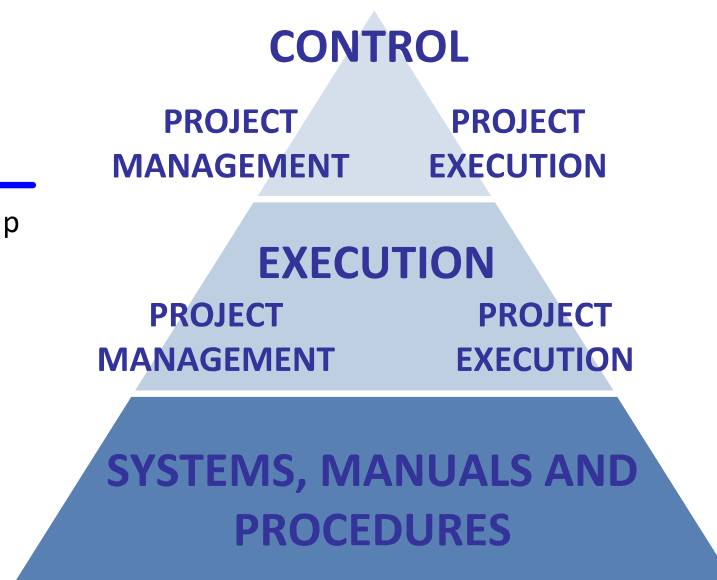 CONTROL
PROJECT MANAGEMENT
PROJECT EXECUTION
p
EXECUTION
PROJECT MANAGEMENT
PROJECT EXECUTION
SYSTEMS, MANUALS AND
PROCEDURES